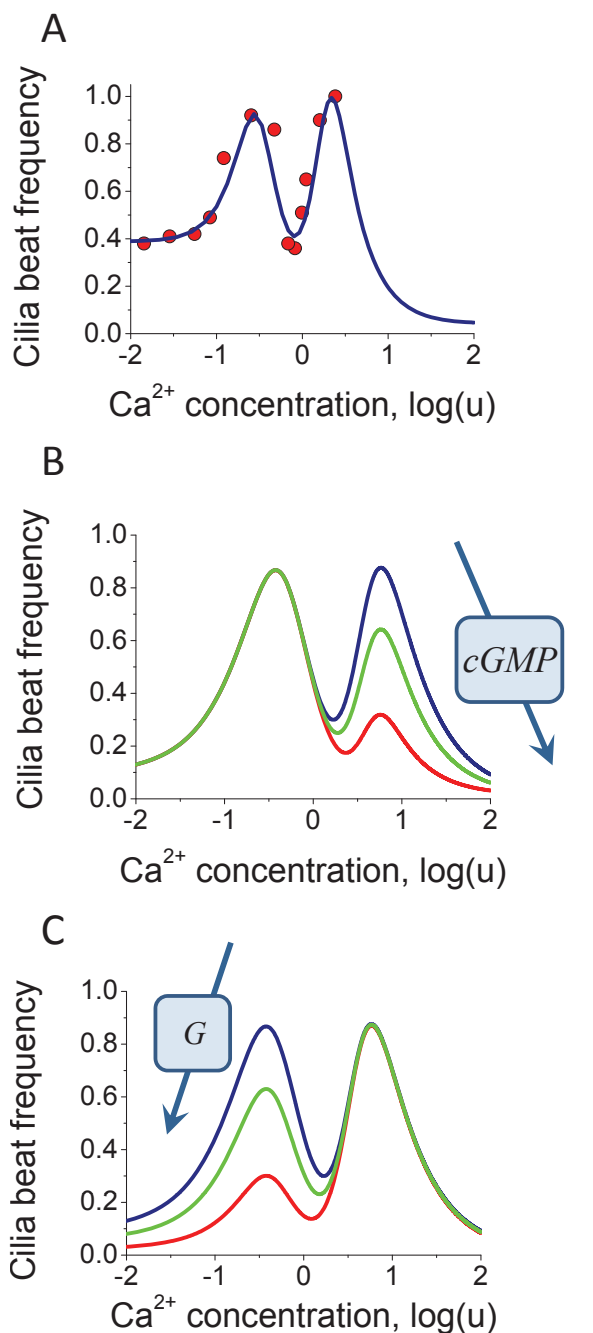 A
Cilia beat frequency
1.0
0.8
0.6
0.4
0.2
0.0
-2 -1 0 1 2
Ca²⁺ concentration, log(u)
B
Cilia beat frequency
1.0
0.8
0.6
0.4
0.2
0.0
-2 -1 0 1 2
cGMP
Ca²⁺ concentration, log(u)
C
Cilia beat frequency
1.0
0.8
0.6
0.4
0.2
0.0
-2 -1 0 1 2
G
Ca²⁺ concentration, log(u)